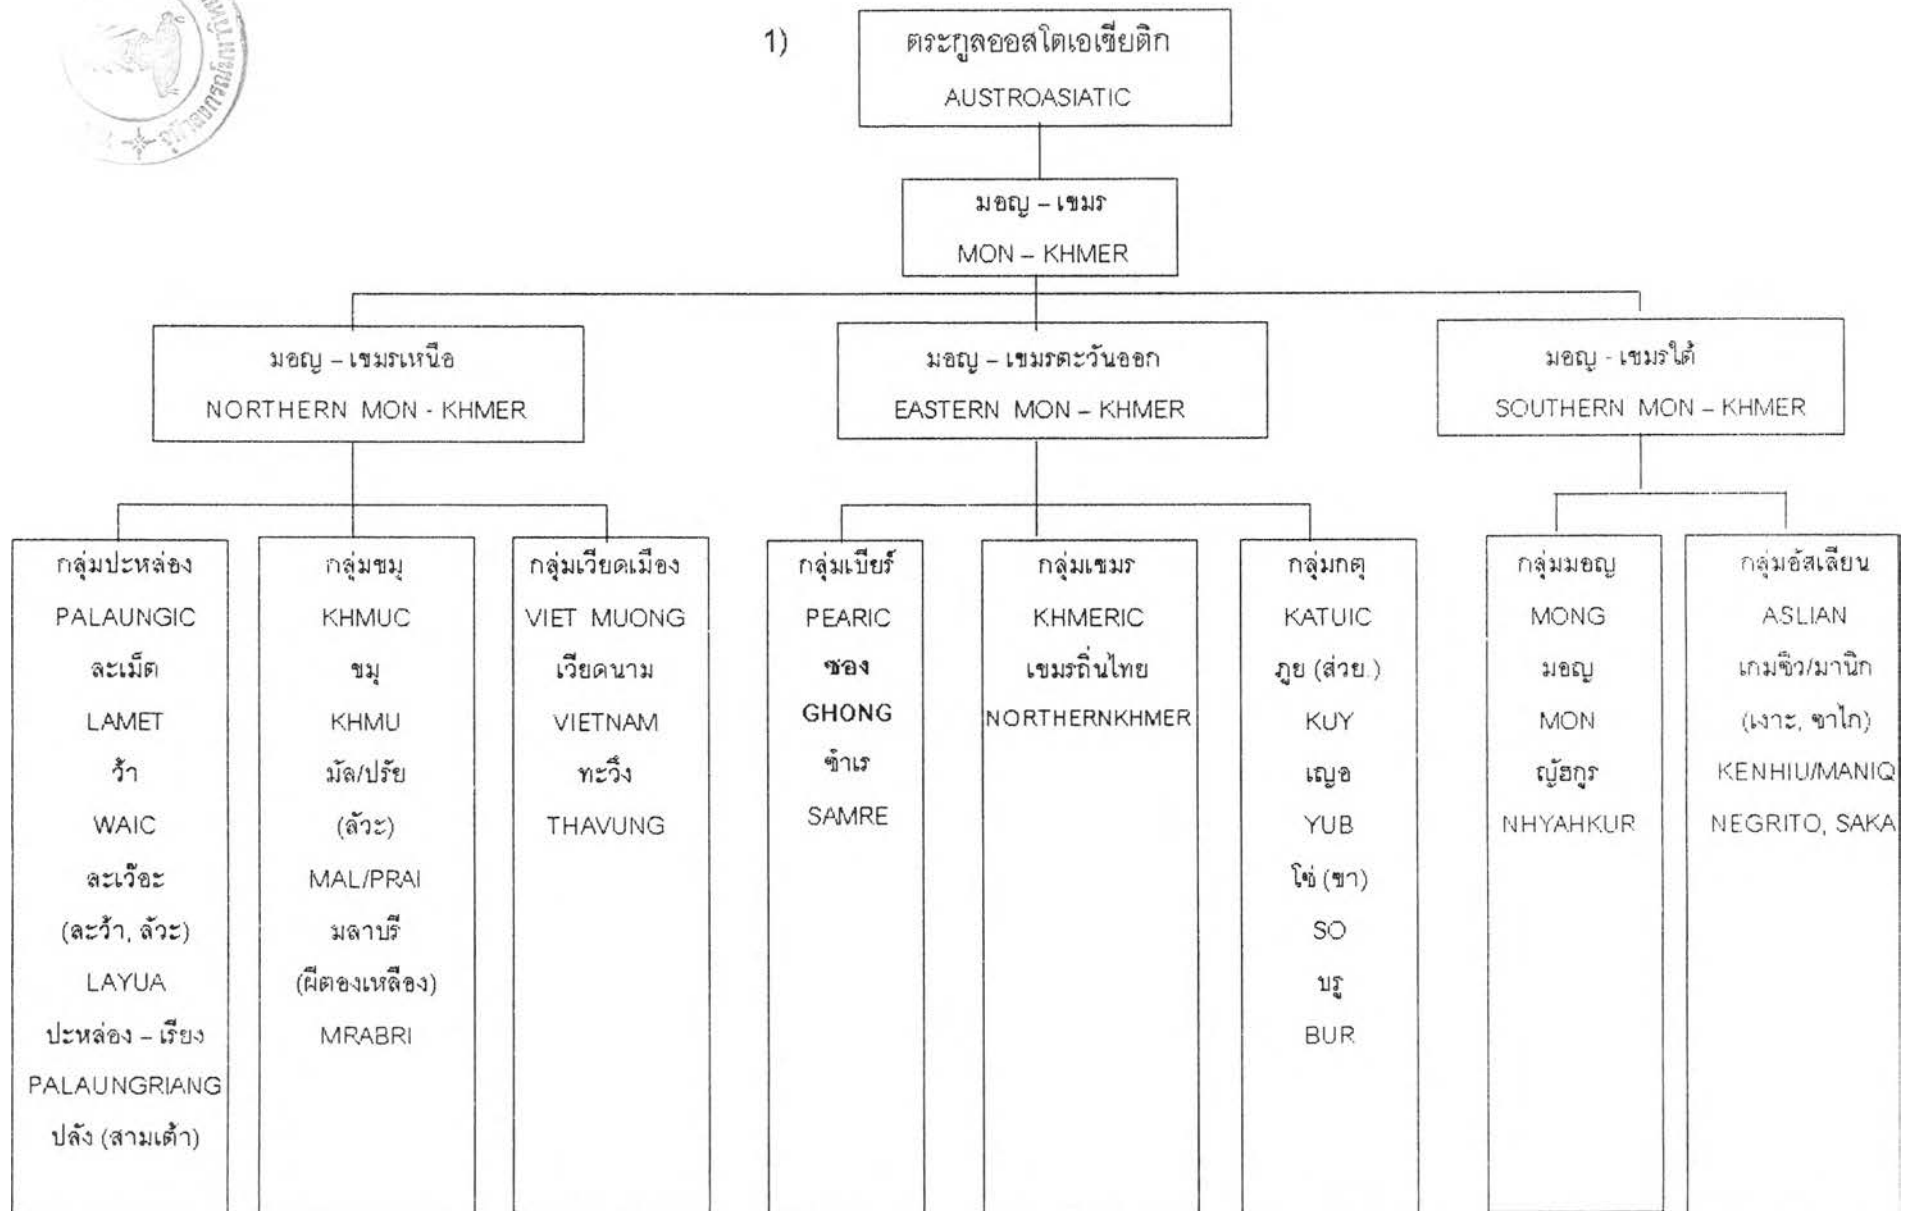 1)
ตระกูลออสโตเอเชียติก
AUSTROASIATIC
มอญ – เขมร
MON – KHMER
มอญ – เขมรเหนือ
NORTHERN MON - KHMER
มอญ – เขมรตะวันออก
EASTERN MON – KHMER
มอญ - เขมรใต้
SOUTHERN MON – KHMER
กลุ่มปะหล่อง
PALAUNGIC
ละเม็ต
LAMET
ว้า
WAIC
ละเว๊อะ
(ละว้า, ลัวะ)
LAYUA
ปะหล่อง – เรียง
PALAUNGRIANG
ปลัง (สามเต้า)
กลุ่มขมุ
KHMUC
ขมุ
KHMU
มัล/ปรัย
(ลัวะ)
MAL/PRAI
มลาบรี
(ผีตองเหลือง)
MRABRI
กลุ่มเวียดเมือง
VIET MUONG
เวียดนาม
VIETNAM
ทะวึง
THAVUNG
กลุ่มเบียร์
PEARIC
ชอง
GHONG
ซำเร
SAMRE
กลุ่มเขมร
KHMERIC
เขมรถิ่นไทย
NORTHERNKHMER
กลุ่มกตุ
KATUIC
ภูย (ส่วย.)
KUY
เญอ
YUB
โซ่ (ขา)
SO
บรู
BUR
กลุ่มมอญ
MONG
มอญ
MON
ญัฮกุร
NHYAHKUR
กลุ่มอัสเลียน
ASLIAN
เกมซิว/มานิก
(เงาะ, ซาไก)
KENHIU/MANIQ
NEGRITO, SAKA